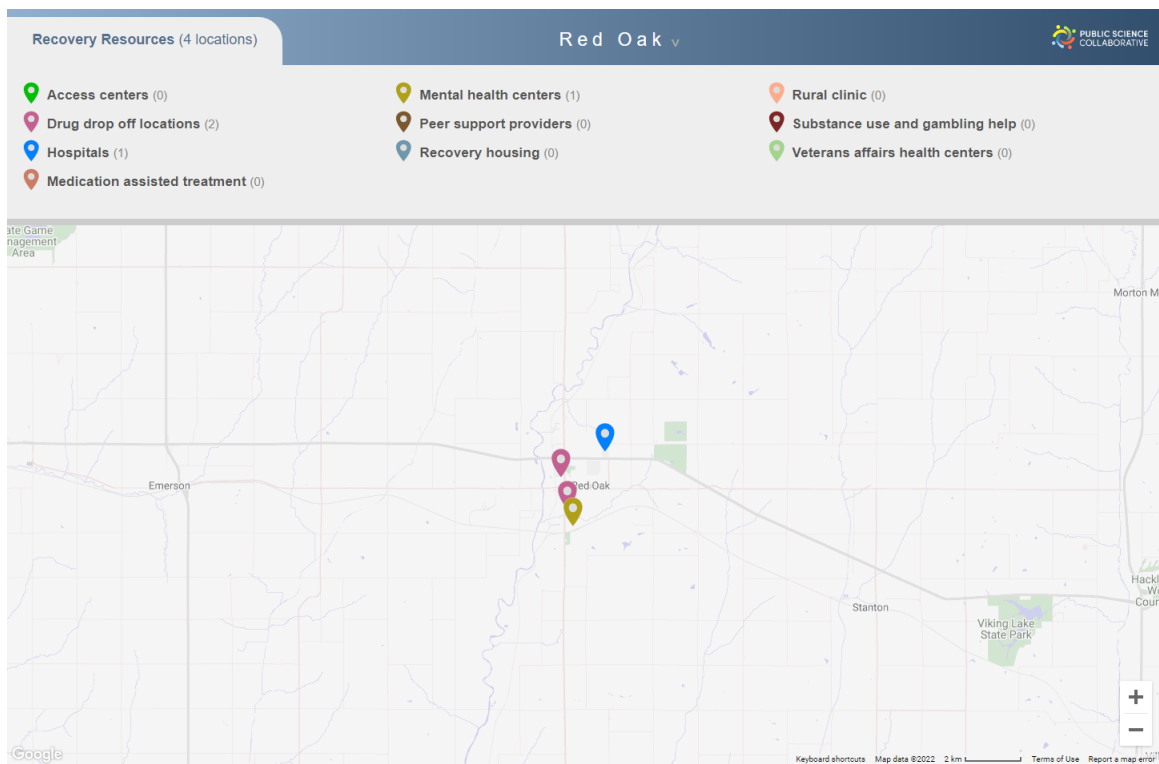 Recovery Resources (4 locations)
Red Oak v
PUBLIC SCIENCE
COLLABORATIVE
Access centers (0)
Drug drop off locations (2)
Hospitals (1)
Medication assisted treatment (0)
Mental health centers (1)
Peer support providers (0)
Recovery housing (0)
Rural clinic (0)
Substance use and gambling help (0)
Veterans affairs health centers (0)
Game
Area
Morton M
Emerson
Red Oak
Stanton
Viking Lake
State Park
Google
Keyboard shortcuts
Map data ©2022
2 km
Terms of Use
Report a map error
+
−